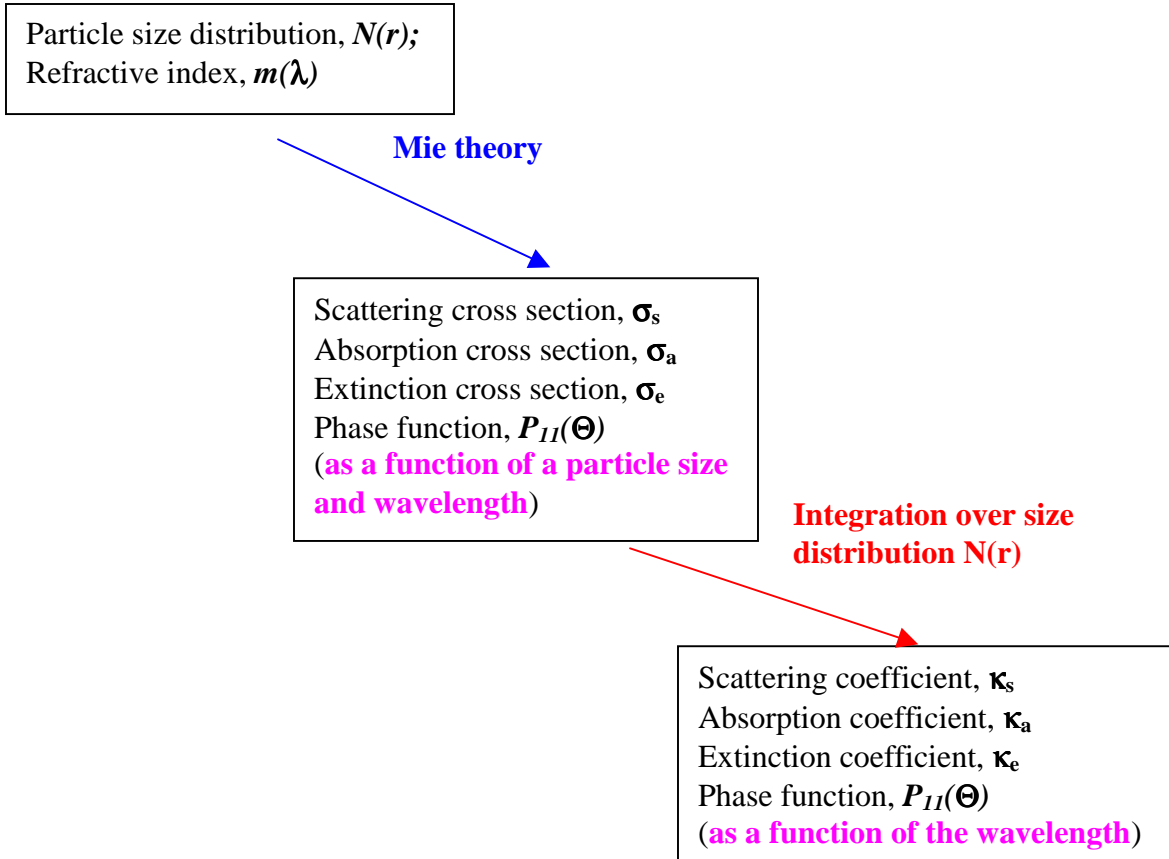 Particle size distribution, N(r);
Refractive index, m(λ)
Mie theory
Scattering cross section, σs
Absorption cross section, σa
Extinction cross section, σe
Phase function, P11(Θ)
(as a function of a particle size
and wavelength)
Integration over size
distribution N(r)
Scattering coefficient, κs
Absorption coefficient, κa
Extinction coefficient, κe
Phase function, P11(Θ)
(as a function of the wavelength)